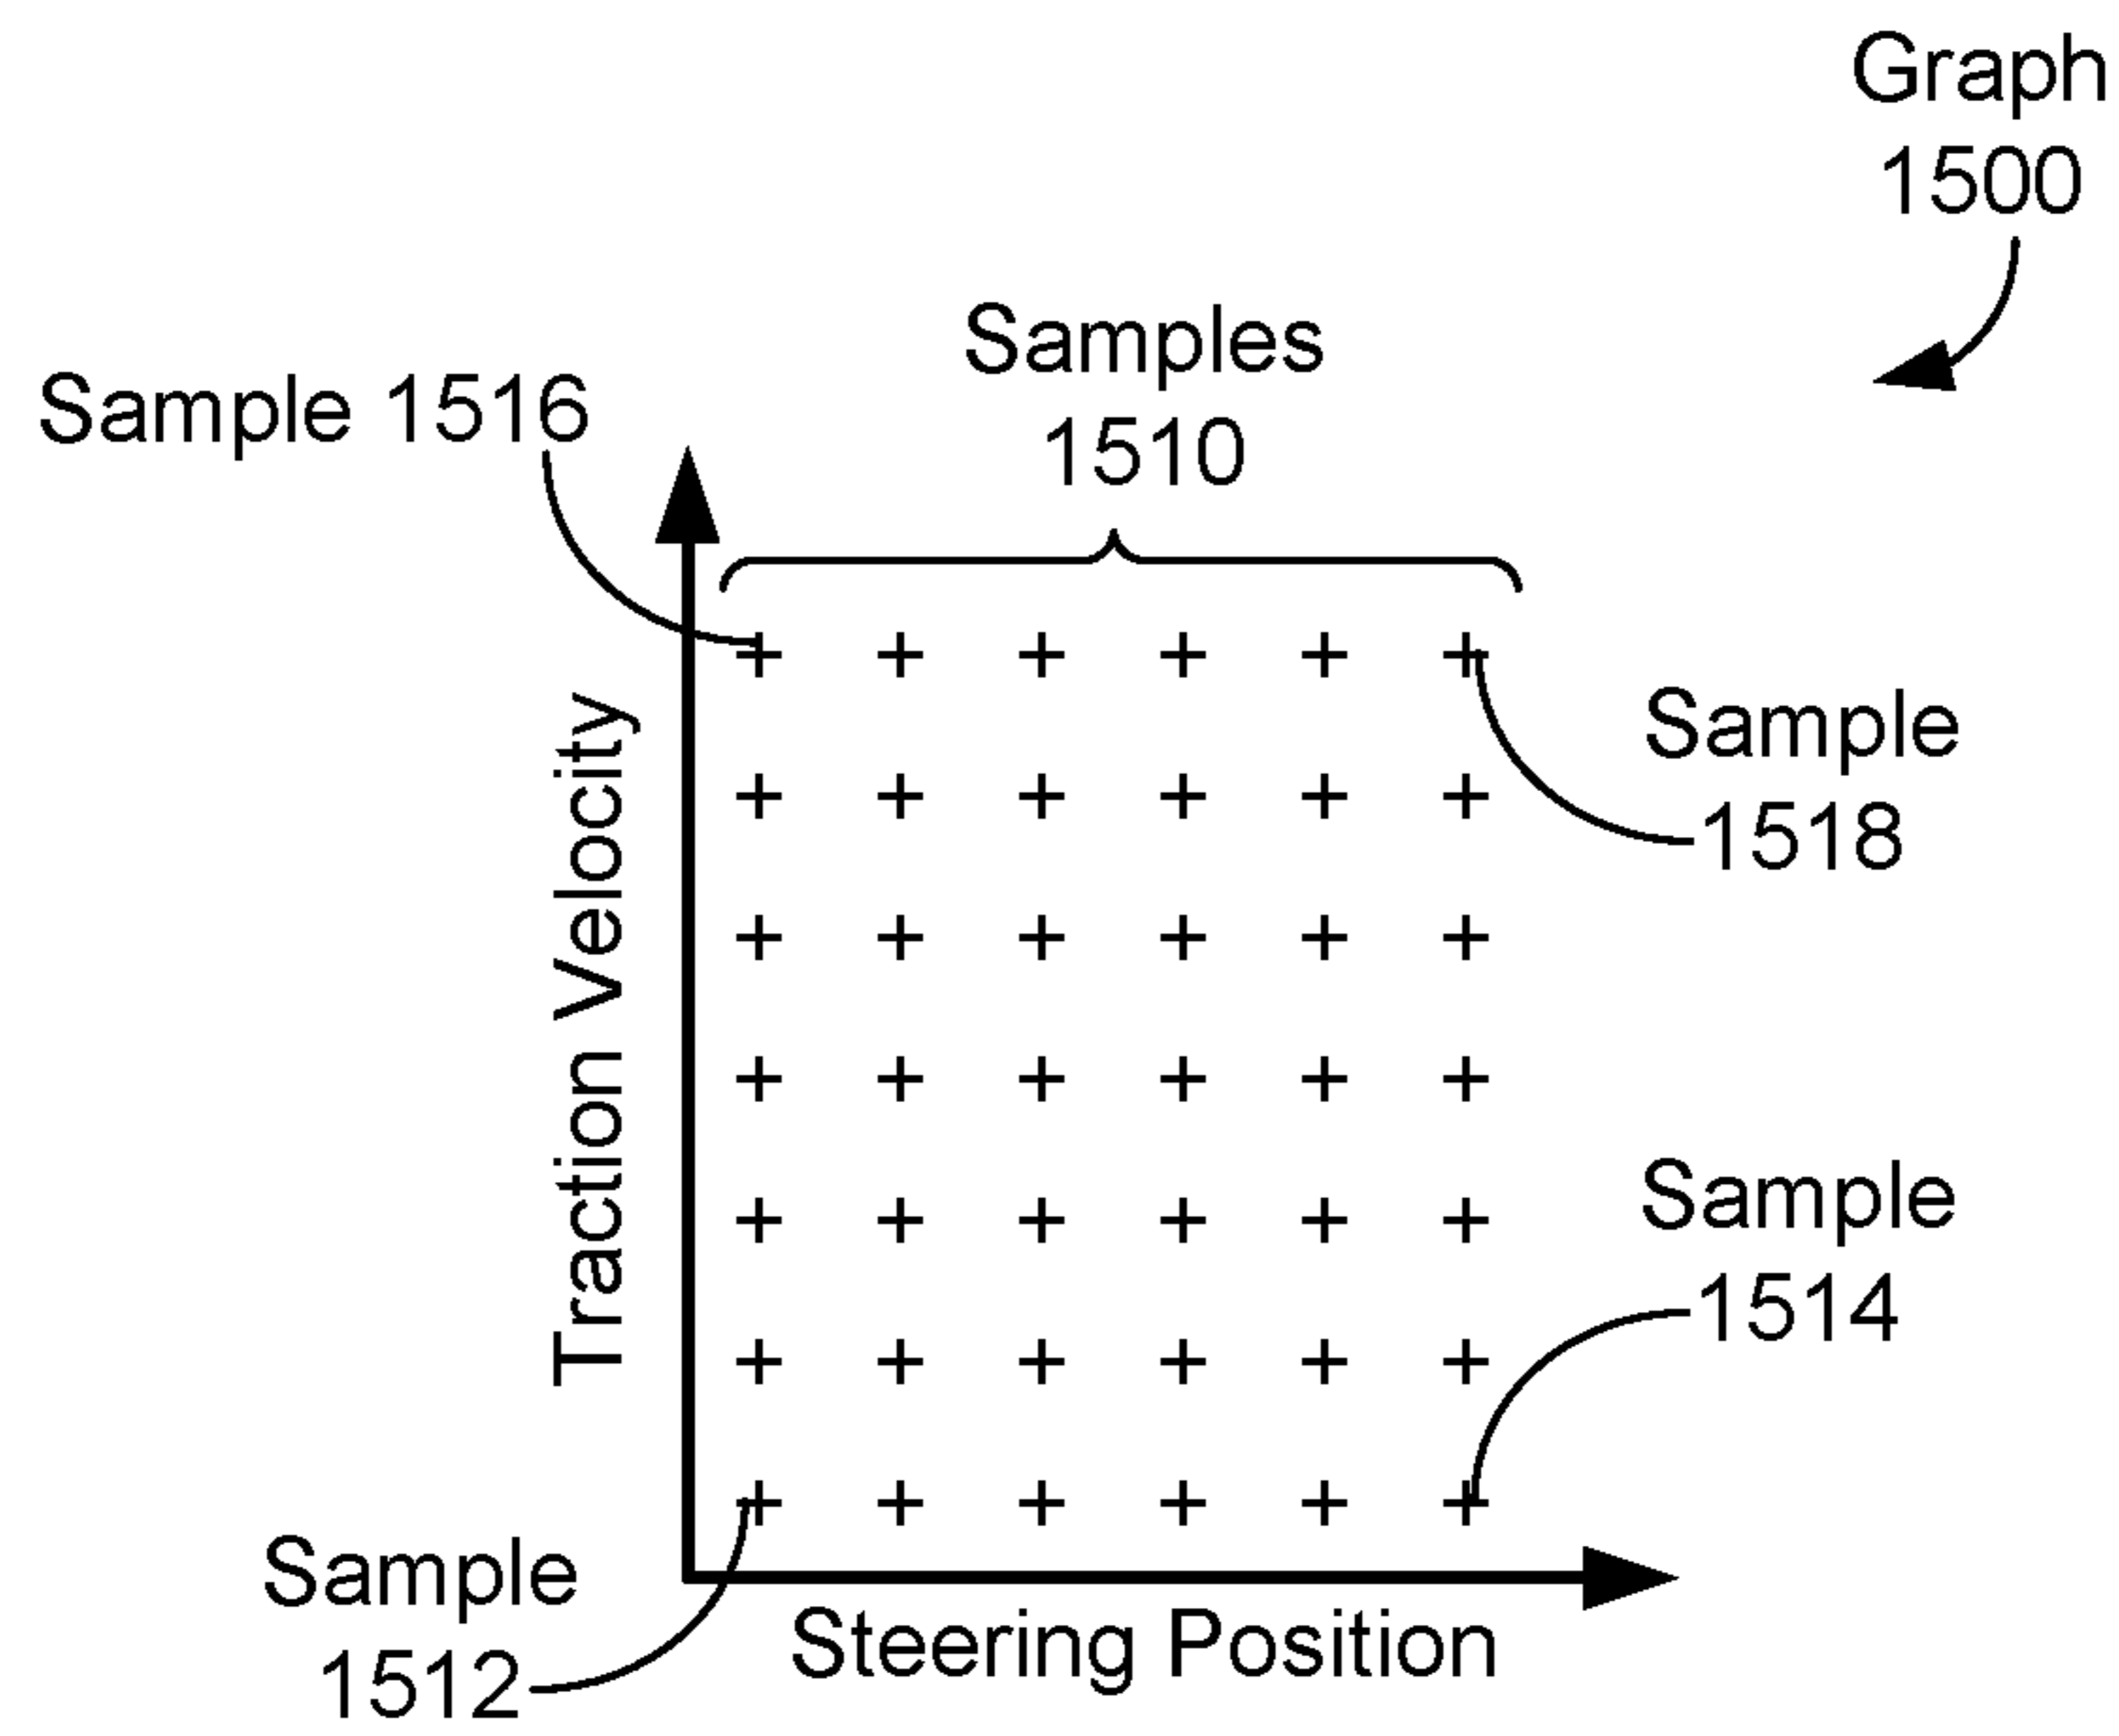 Graph
1500
Samples
1510
Sample 1516
Sample
1518
Traction Velocity
Sample
1514
Sample
1512
Steering Position